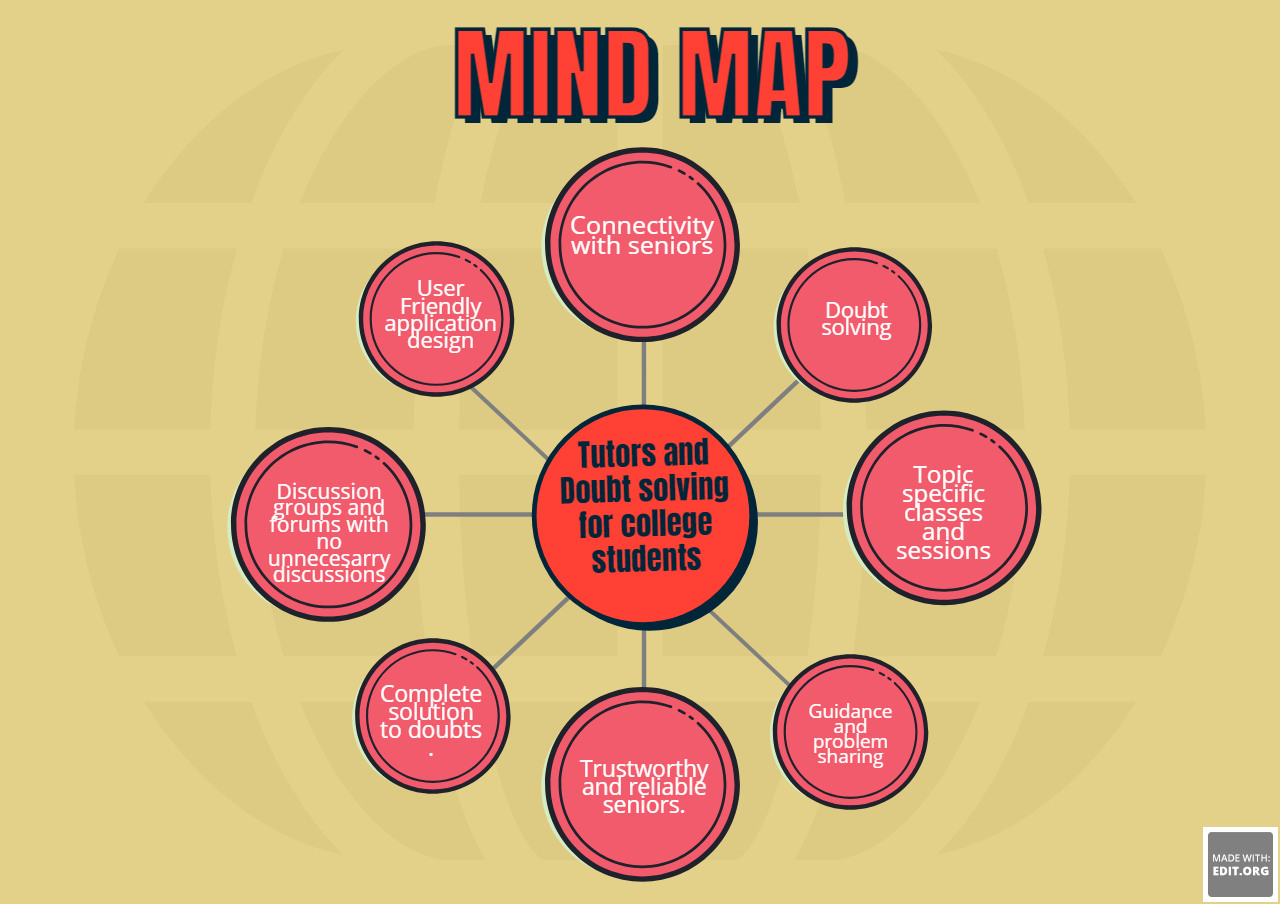 MIND MAP
Connectivity
with seniors
User
Friendly
application
design
Doubt
solving
Tutors and
Doubt solving
for college
students
Discussion
groups and
forums with
no
unnecesarry
discussions
Topic
specific
classes
and
sessions
Complete
solution
to doubts
.
Guidance
and
problem
sharing
Trustworthy
and reliable
seniors.
MADE WITH:
EDIT.ORG